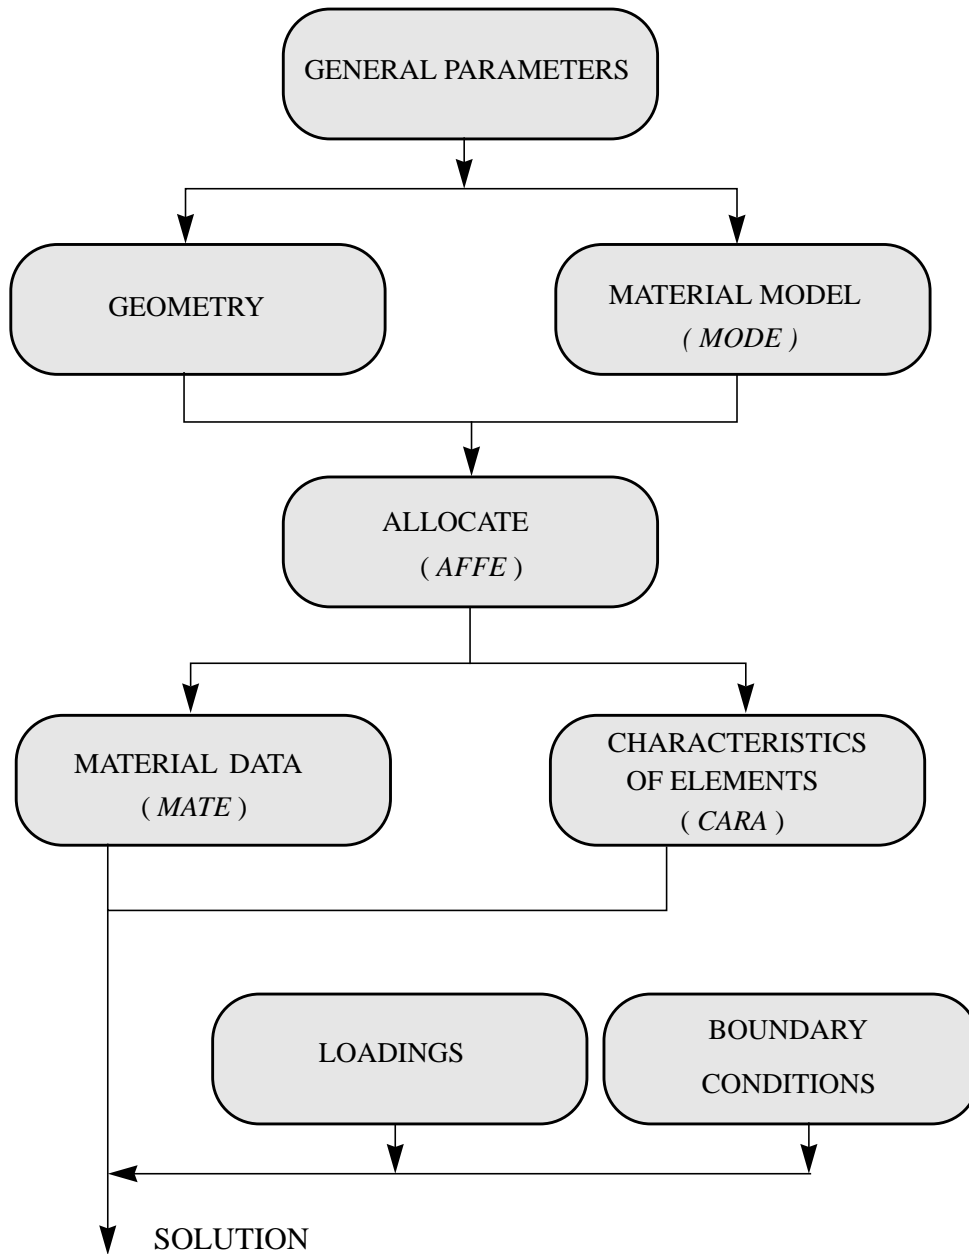 GENERAL PARAMETERS
GEOMETRY
MATERIAL MODEL
( MODE )
ALLOCATE
( AFFE )
MATERIAL DATA
( MATE )
CHARACTERISTICS
OF ELEMENTS
( CARA )
LOADINGS
BOUNDARY
CONDITIONS
SOLUTION